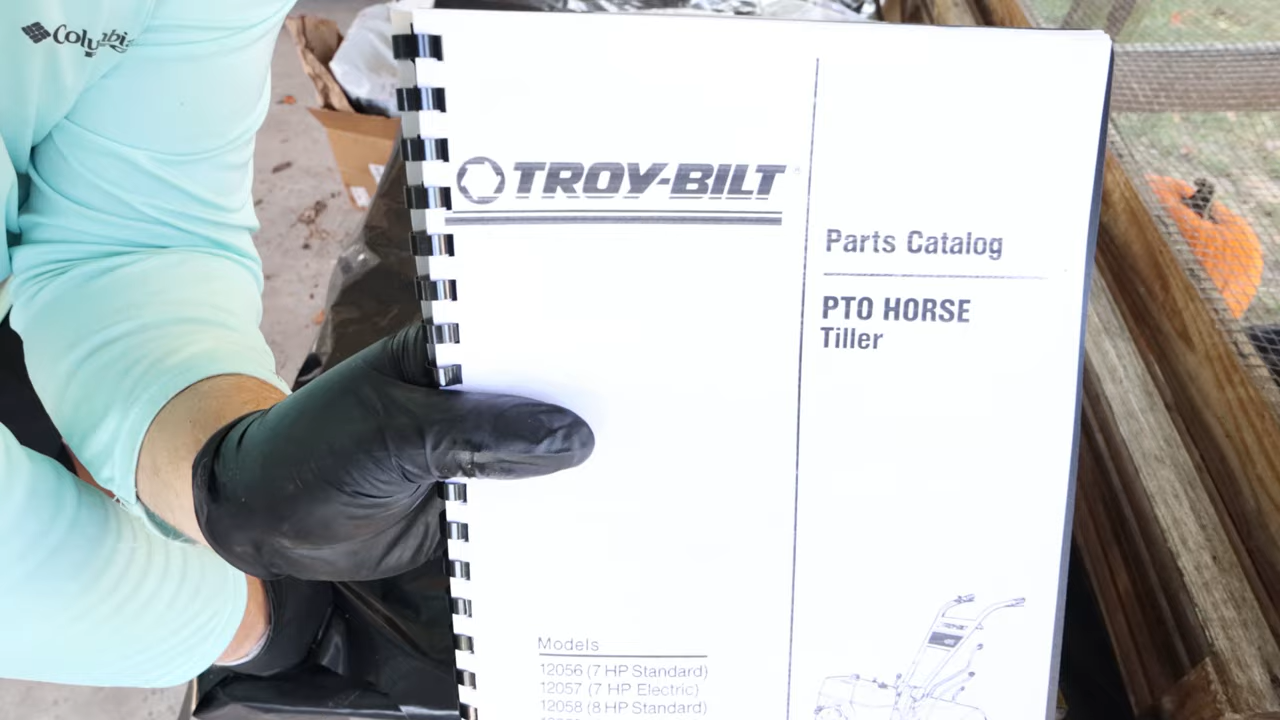 Columbia
TROY-BILT
Parts Catalog
PTO HORSE
Tiller
Models
12056 (7 HP Standard)
12057 (7 HP Electric)
12058 (8 HP Standard)